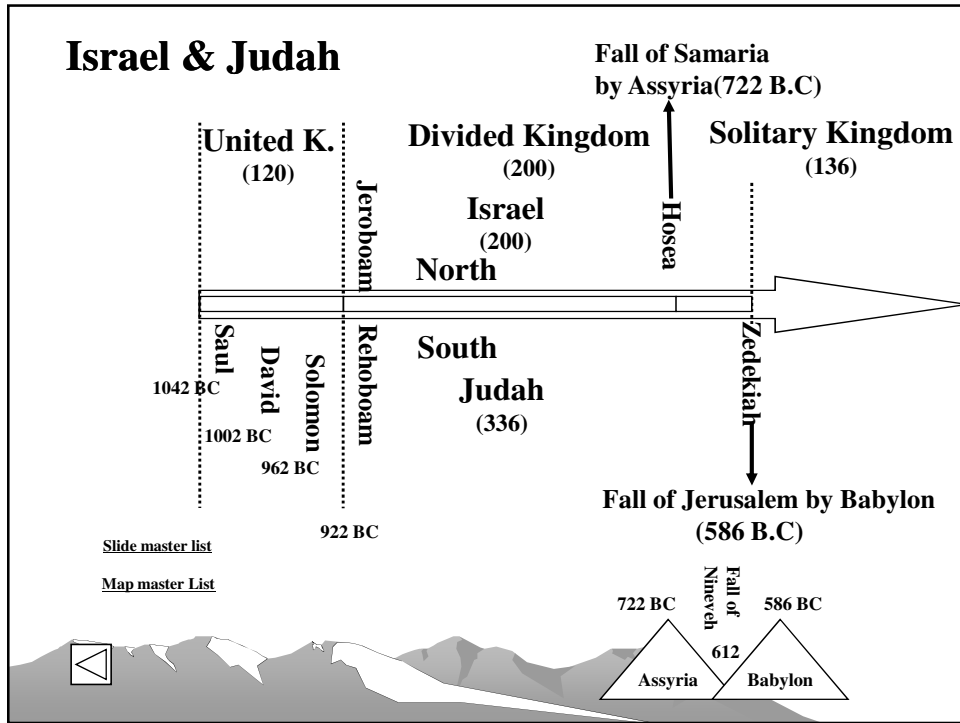 Israel & Judah
Fall of Samaria
by Assyria(722 B.C)
United K.
(120)
Divided Kingdom
(200)
Solitary Kingdom
(136)
Jeroboam
Israel
(200)
Hosea
North
Saul
David
Solomon
Rehoboam
South
Judah
(336)
Zedekiah
1042 BC
1002 BC
962 BC
922 BC
Fall of Jerusalem by Babylon
(586 B.C)
Slide master list
Map master List
722 BC
Fall of
Nineveh
612
586 BC
Assyria
Babylon